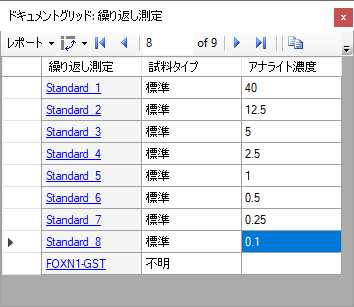 ドキュメントグリッド: 繰り返し測定
レポート 8 of 9
繰り返し測定 試料タイプ アナライト濃度
Standard_1 標準 40
Standard_2 標準 12.5
Standard_3 標準 5
Standard_4 標準 2.5
Standard_5 標準 1
Standard_6 標準 0.5
Standard_7 標準 0.25
Standard_8 標準 0.1
FOXN1-GST 不明